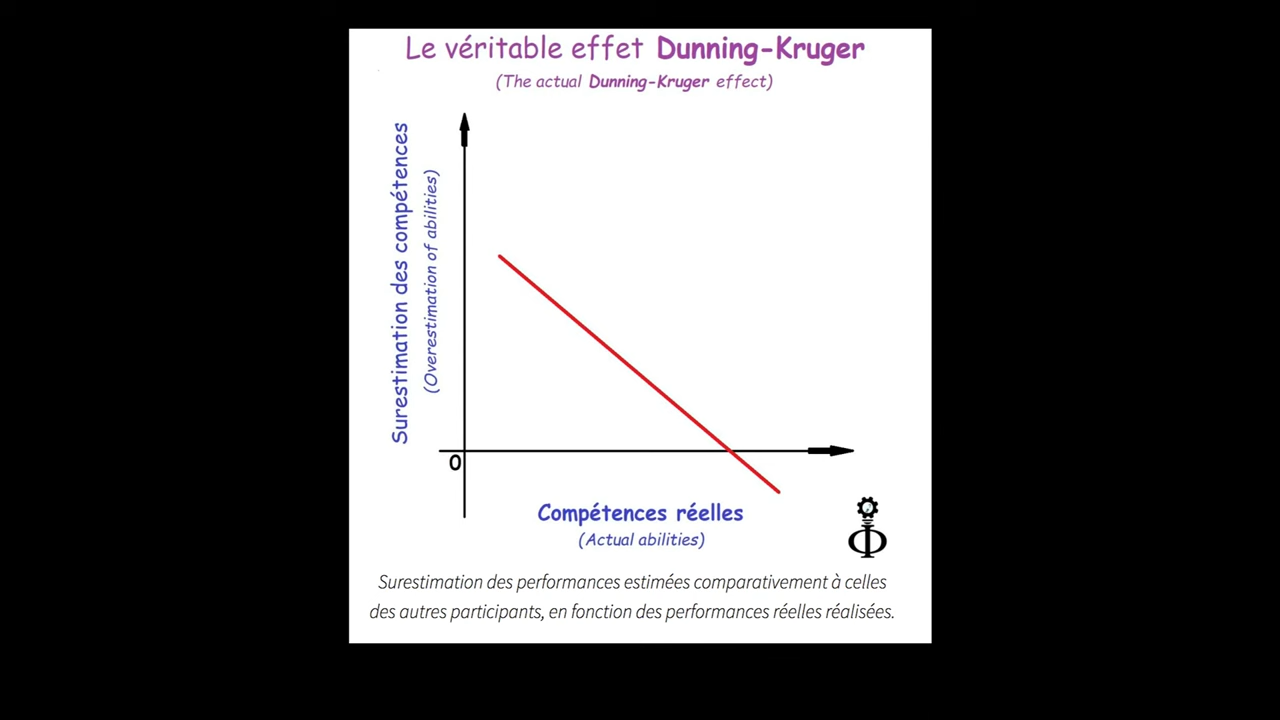 Le véritable effet Dunning-Kruger
(The actual Dunning-Kruger effect)
Surestimation des compétences
(Overestimation of abilities)
0
Compétences réelles
(Actual abilities)
Φ
Surestimation des performances estimées comparativement à celles
des autres participants, en fonction des performances réelles réalisées.